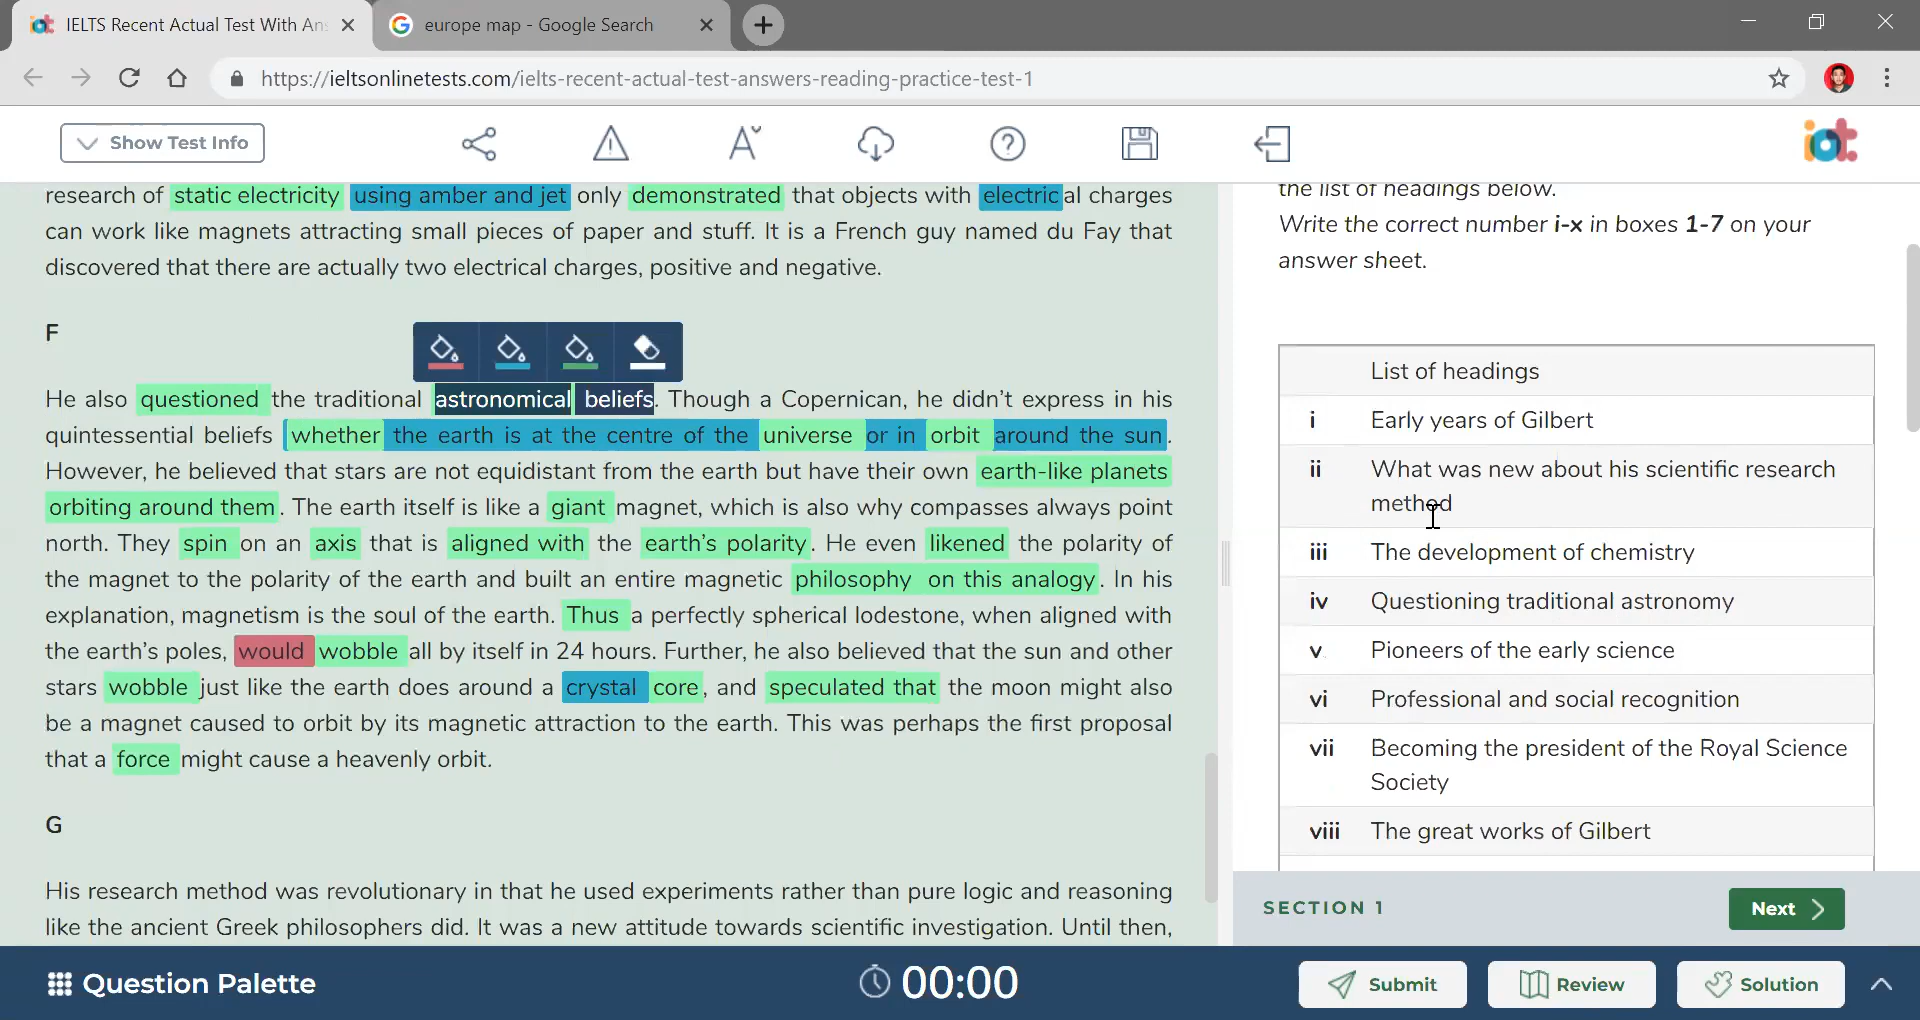 IELTS Recent Actual Test With An
europe map - Google Search
https://ieltsonlinetests.com/ielts-recent-actual-test-answers-reading-practice-test-1
Show Test Info
iot
research of static electricity using amber and jet only demonstrated that objects with electrical charges
can work like magnets attracting small pieces of paper and stuff. It is a French guy named du Fay that
discovered that there are actually two electrical charges, positive and negative.
F
He also questioned the traditional astronomical beliefs. Though a Copernican, he didn’t express in his
quintessential beliefs whether the earth is at the centre of the universe or in orbit around the sun.
However, he believed that stars are not equidistant from the earth but have their own earth-like planets
orbiting around them. The earth itself is like a giant magnet, which is also why compasses always point
north. They spin on an axis that is aligned with the earth’s polarity. He even likened the polarity of
the magnet to the polarity of the earth and built an entire magnetic philosophy on this analogy. In his
explanation, magnetism is the soul of the earth. Thus a perfectly spherical lodestone, when aligned with
the earth’s poles, would wobble all by itself in 24 hours. Further, he also believed that the sun and other
stars wobble just like the earth does around a crystal core, and speculated that the moon might also
be a magnet caused to orbit by its magnetic attraction to the earth. This was perhaps the first proposal
that a force might cause a heavenly orbit.
G
His research method was revolutionary in that he used experiments rather than pure logic and reasoning
like the ancient Greek philosophers did. It was a new attitude towards scientific investigation. Until then,
the list of headings below.
Write the correct number i-x in boxes 1-7 on your
answer sheet.
List of headings
i Early years of Gilbert
ii What was new about his scientific research
method
iii The development of chemistry
iv Questioning traditional astronomy
v Pioneers of the early science
vi Professional and social recognition
vii Becoming the president of the Royal Science
Society
viii The great works of Gilbert
SECTION 1
Next
Question Palette
00:00
Submit
Review
Solution